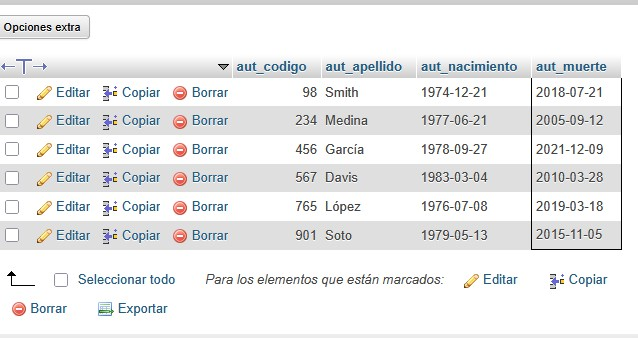 Opciones extra
←T→ aut_codigo aut_apellido aut_nacimiento aut_muerte
Editar Copiar Borrar 98 Smith 1974-12-21 2018-07-21
Editar Copiar Borrar 234 Medina 1977-06-21 2005-09-12
Editar Copiar Borrar 456 García 1978-09-27 2021-12-09
Editar Copiar Borrar 567 Davis 1983-03-04 2010-03-28
Editar Copiar Borrar 765 López 1976-07-08 2019-03-18
Editar Copiar Borrar 901 Soto 1979-05-13 2015-11-05
Seleccionar todo Para los elementos que están marcados: Editar Copiar
Borrar Exportar